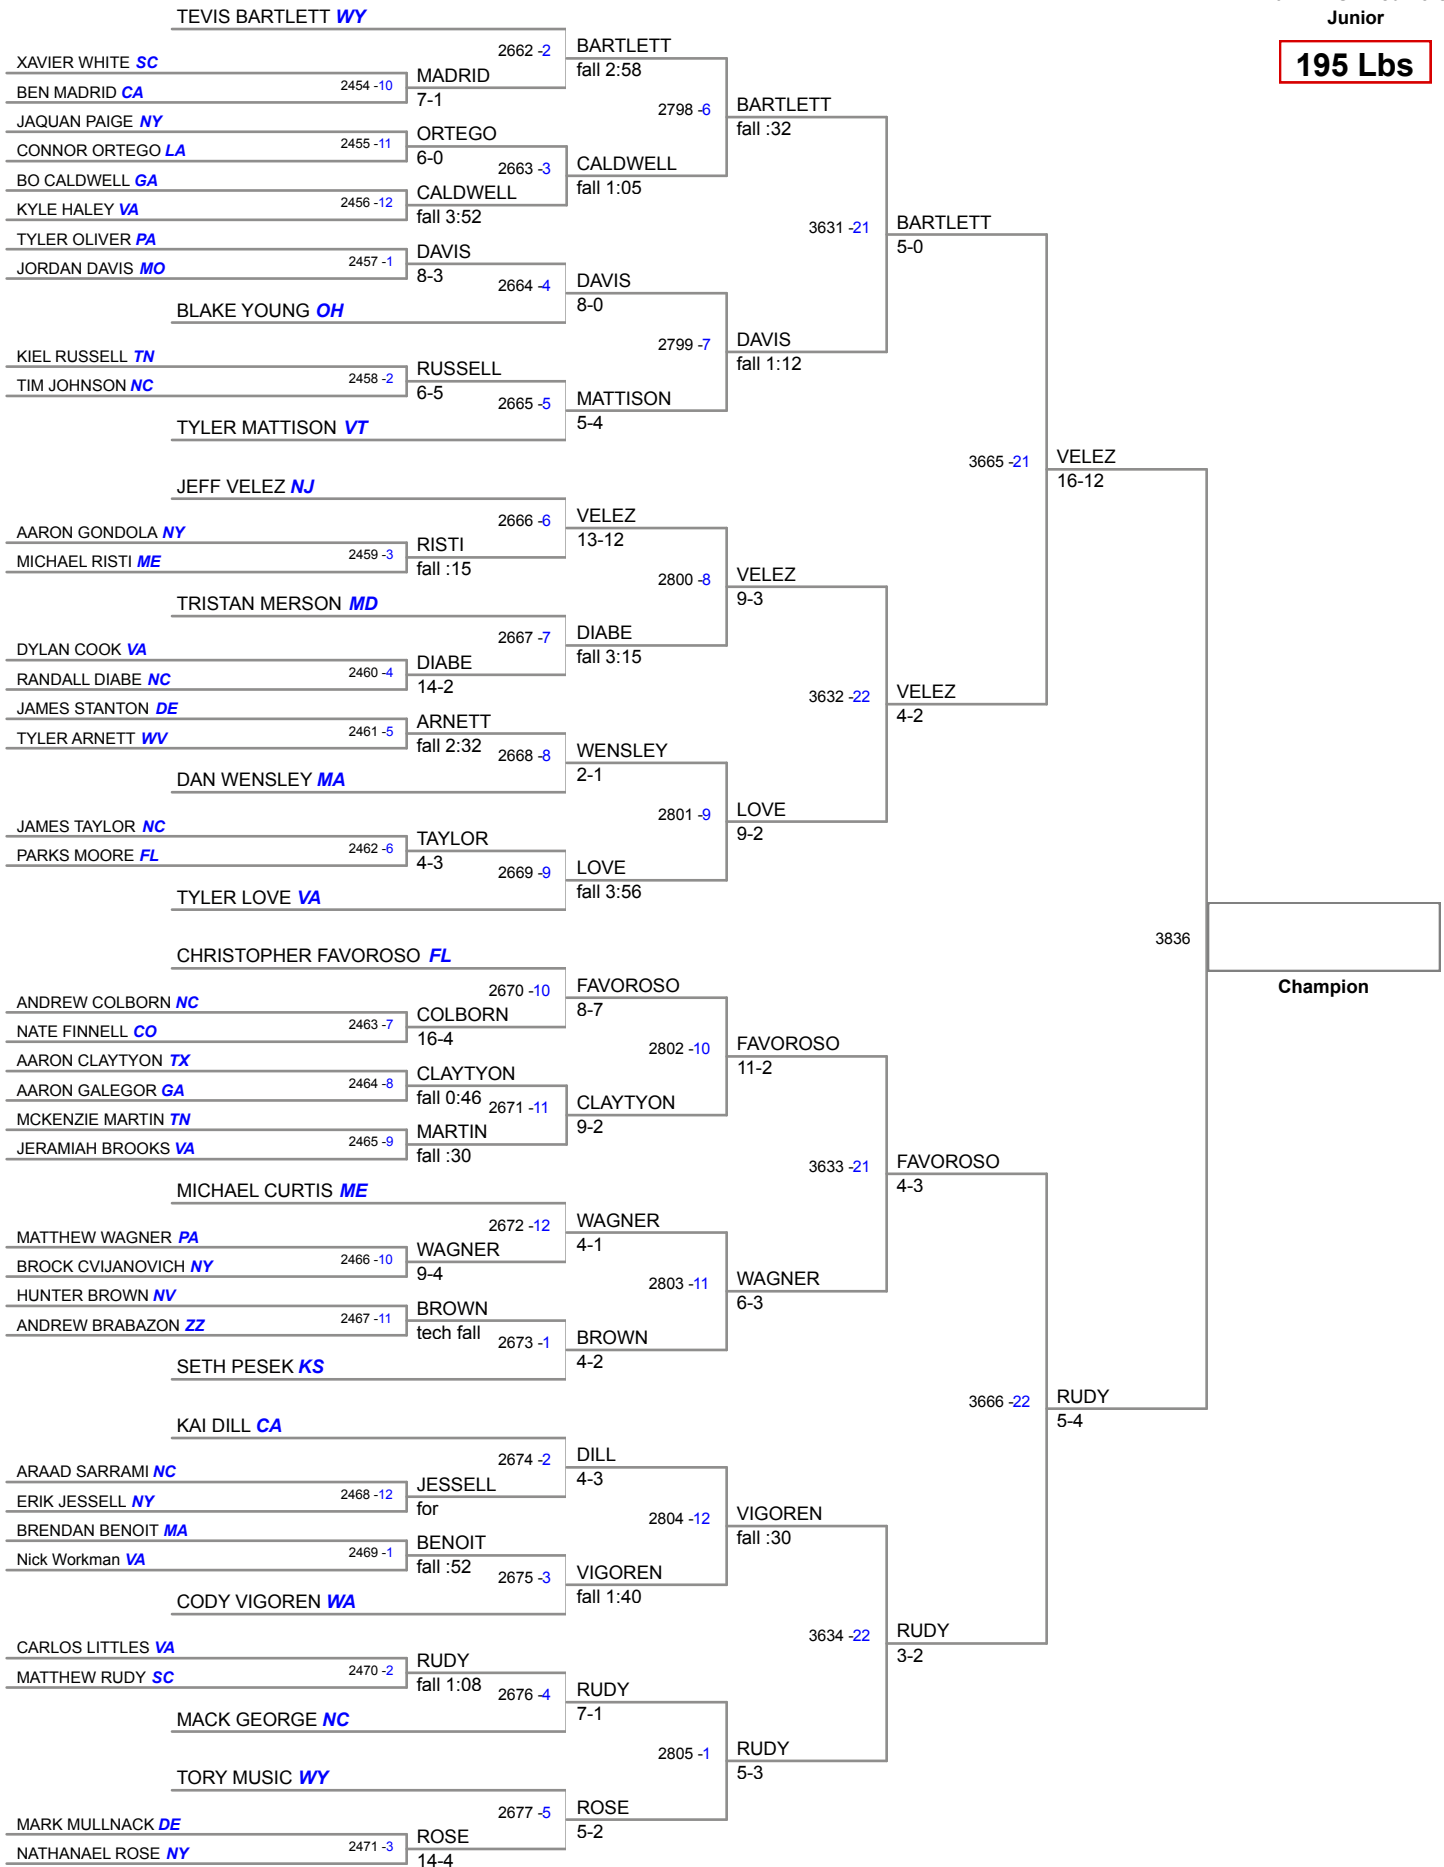 Junior
195 Lbs
TEVIS BARTLETT WY
2662 -2
BARTLETT
fall 2:58
XAVIER WHITE SC
BEN MADRID CA
2454 -10
MADRID
7-1
2798 -6
BARTLETT
fall :32
JAQUAN PAIGE NY
CONNOR ORTEGO LA
2455 -11
ORTEGO
6-0
2663 -3
CALDWELL
fall 1:05
BO CALDWELL GA
KYLE HALEY VA
2456 -12
CALDWELL
fall 3:52
3631 -21
BARTLETT
5-0
TYLER OLIVER PA
JORDAN DAVIS MO
2457 -1
DAVIS
8-3
2664 -4
DAVIS
8-0
BLAKE YOUNG OH
2799 -7
DAVIS
fall 1:12
KIEL RUSSELL TN
TIM JOHNSON NC
2458 -2
RUSSELL
6-5
2665 -5
MATTISON
5-4
TYLER MATTISON VT
3665 -21
VELEZ
16-12
JEFF VELEZ NJ
2666 -6
VELEZ
13-12
AARON GONDOLA NY
MICHAEL RISTI ME
2459 -3
RISTI
fall :15
2800 -8
VELEZ
9-3
TRISTAN MERSON MD
2667 -7
DIABE
fall 3:15
DYLAN COOK VA
RANDALL DIABE NC
2460 -4
DIABE
14-2
3632 -22
VELEZ
4-2
JAMES STANTON DE
TYLER ARNETT WV
2461 -5
ARNETT
fall 2:32
2668 -8
WENSLEY
2-1
DAN WENSLEY MA
2801 -9
LOVE
9-2
JAMES TAYLOR NC
PARKS MOORE FL
2462 -6
TAYLOR
4-3
2669 -9
LOVE
fall 3:56
TYLER LOVE VA
3836
Champion
CHRISTOPHER FAVOROSO FL
2670 -10
FAVOROSO
8-7
ANDREW COLBORN NC
NATE FINNELL CO
2463 -7
COLBORN
16-4
2802 -10
FAVOROSO
11-2
AARON CLAYTYON TX
AARON GALEGOR GA
2464 -8
CLAYTYON
fall 0:46
2671 -11
CLAYTYON
9-2
MCKENZIE MARTIN TN
JERAMIAH BROOKS VA
2465 -9
MARTIN
fall :30
3633 -21
FAVOROSO
4-3
MICHAEL CURTIS ME
2672 -12
WAGNER
4-1
MATTHEW WAGNER PA
BROCK CVIJANOVICH NY
2466 -10
WAGNER
9-4
2803 -11
WAGNER
6-3
HUNTER BROWN NV
ANDREW BRABAZON ZZ
2467 -11
BROWN
tech fall
2673 -1
BROWN
4-2
SETH PESEK KS
3666 -22
RUDY
5-4
KAI DILL CA
2674 -2
DILL
4-3
ARAAD SARRAMI NC
ERIK JESSELL NY
2468 -12
JESSELL
for
2804 -12
VIGOREN
fall :30
BRENDAN BENOIT MA
Nick Workman VA
2469 -1
BENOIT
fall :52
2675 -3
VIGOREN
fall 1:40
CODY VIGOREN WA
3634 -22
RUDY
3-2
CARLOS LITTLES VA
MATTHEW RUDY SC
2470 -2
RUDY
fall 1:08
2676 -4
RUDY
7-1
MACK GEORGE NC
2805 -1
RUDY
5-3
TORY MUSIC WY
2677 -5
ROSE
5-2
MARK MULLNACK DE
NATHANAEL ROSE NY
2471 -3
ROSE
14-4